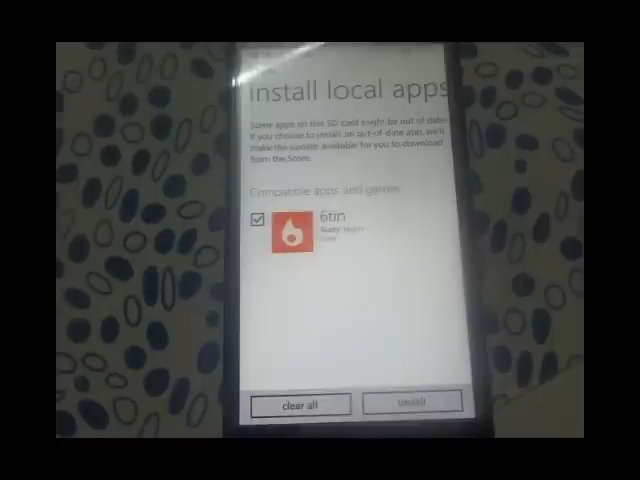 install local apps
Some apps on this SD card might be out of date.
If you choose to install an out-of-date app, we'll
make the update available for you to download
from the Store.
Compatible apps and games
6tin
Rudy
clear all
install